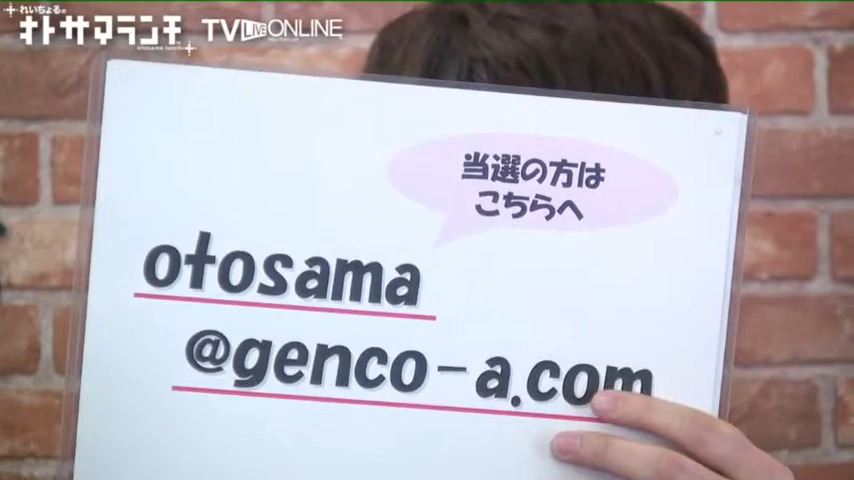 れいちょるの
オトサマランチ
otosama lunch
TV LIVE ONLINE
当選の方は
こちらへ
otosama
@genco-a.com